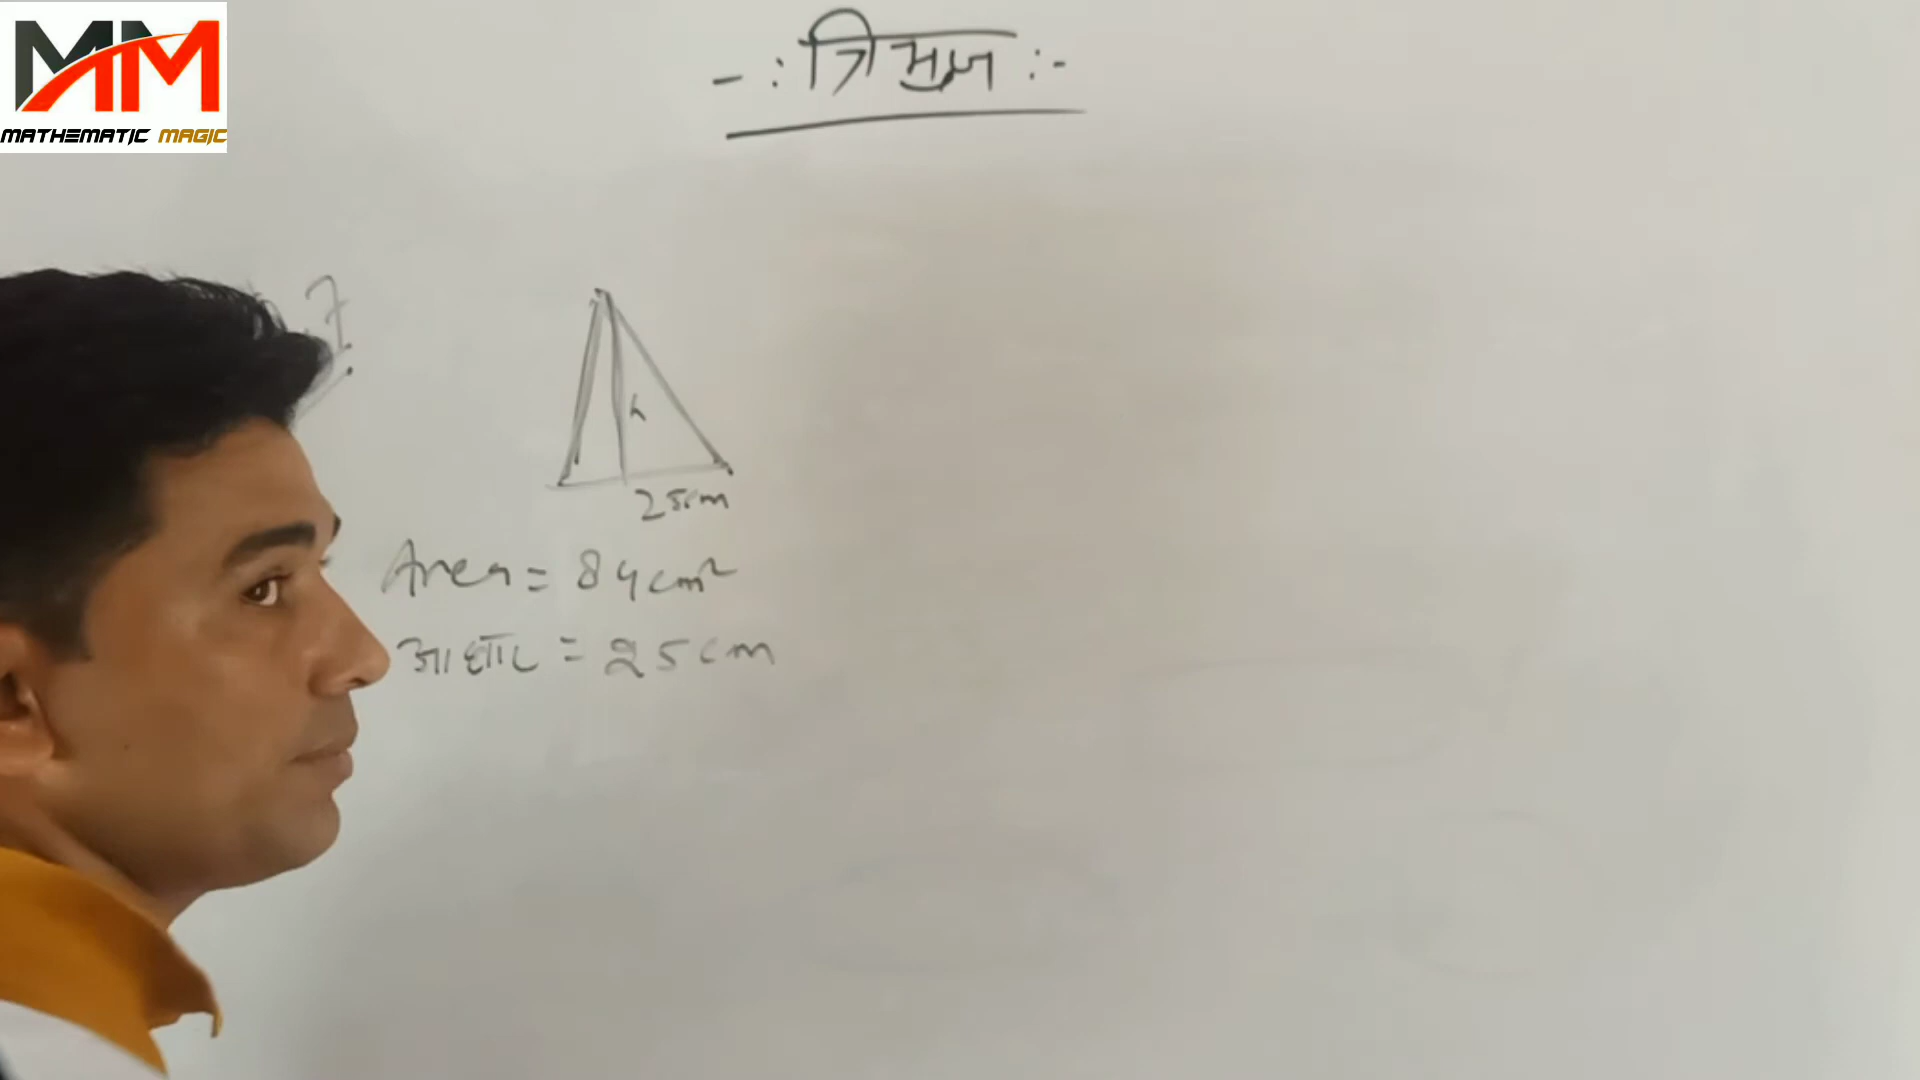 MM
MATHEMATIC MAGIC
-: त्रिभुज :-
7
h
25cm
Area = 84cm²
आधार = 25cm